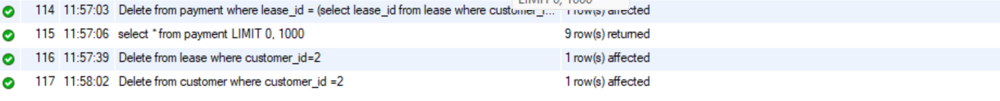 LIMIT 0, 1000
114 11:57:03 Delete from payment where lease_id = (select lease_id from lease where customer_i... 1 row(s) affected
115 11:57:06 select * from payment LIMIT 0, 1000 9 row(s) returned
116 11:57:39 Delete from lease where customer_id=2 1 row(s) affected
117 11:58:02 Delete from customer where customer_id =2 1 row(s) affected